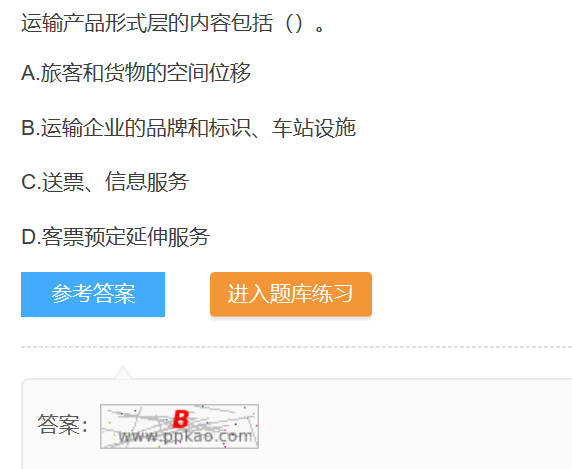 运输产品形式层的内容包括（）。
A.旅客和货物的空间位移
B.运输企业的品牌和标识、车站设施
C.送票、信息服务
D.客票预定延伸服务
参考答案 进入题库练习
答案： B
www.ppkao.com